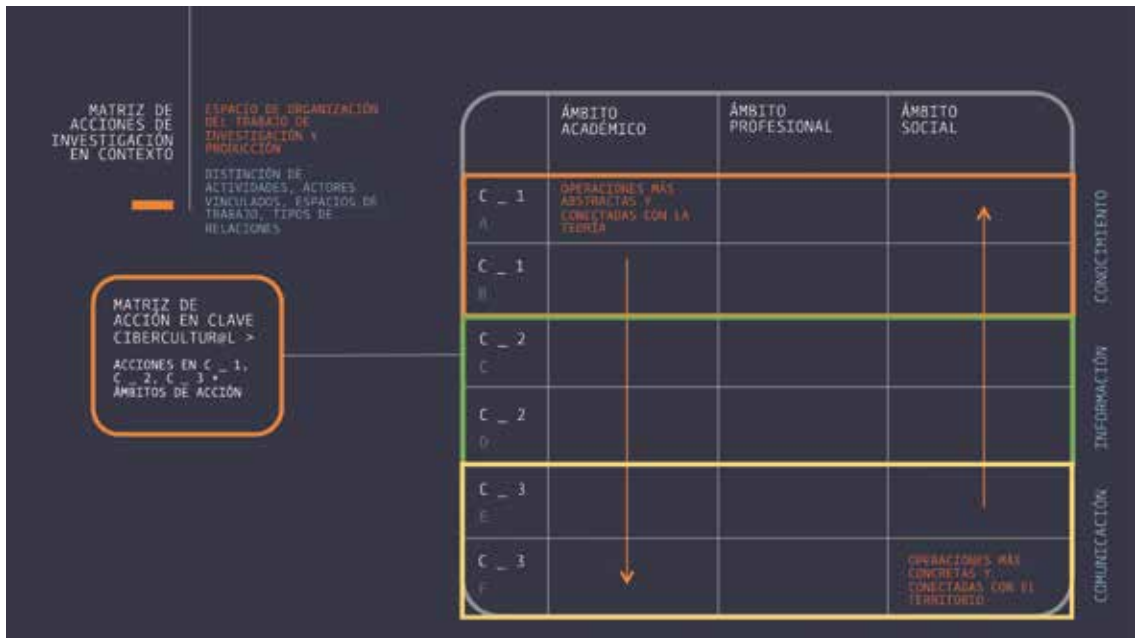 MATRIZ DE
ACCIONES DE
INVESTIGACIÓN
EN CONTEXTO
ESPACIO DE ORGANIZACIÓN
DEL TRABAJO DE
INVESTIGACIÓN Y
PRODUCCIÓN
DISTINCIÓN DE
ACTIVIDADES, ACTORES
VINCULADOS, ESPACIOS DE
TRABAJO, TIPOS DE
RELACIONES
MATRIZ DE
ACCIÓN EN CLAVE
CIBERCULTUR@L >
ACCIONES EN C _ 1,
C _ 2, C _ 3 •
ÁMBITOS DE ACCIÓN
ÁMBITO
ACADÉMICO
ÁMBITO
PROFESIONAL
ÁMBITO
SOCIAL
C _ 1
A
OPERACIONES MÁS
ABSTRACTAS Y
CONECTADAS CON LA
TEORÍA
C _ 1
B
C _ 2
C
C _ 2
D
C _ 3
E
C _ 3
F
OPERACIONES MÁS
CONCRETAS Y
CONECTADAS CON EL
TERRITORIO
CONOCIMIENTO
INFORMACIÓN
COMUNICACIÓN